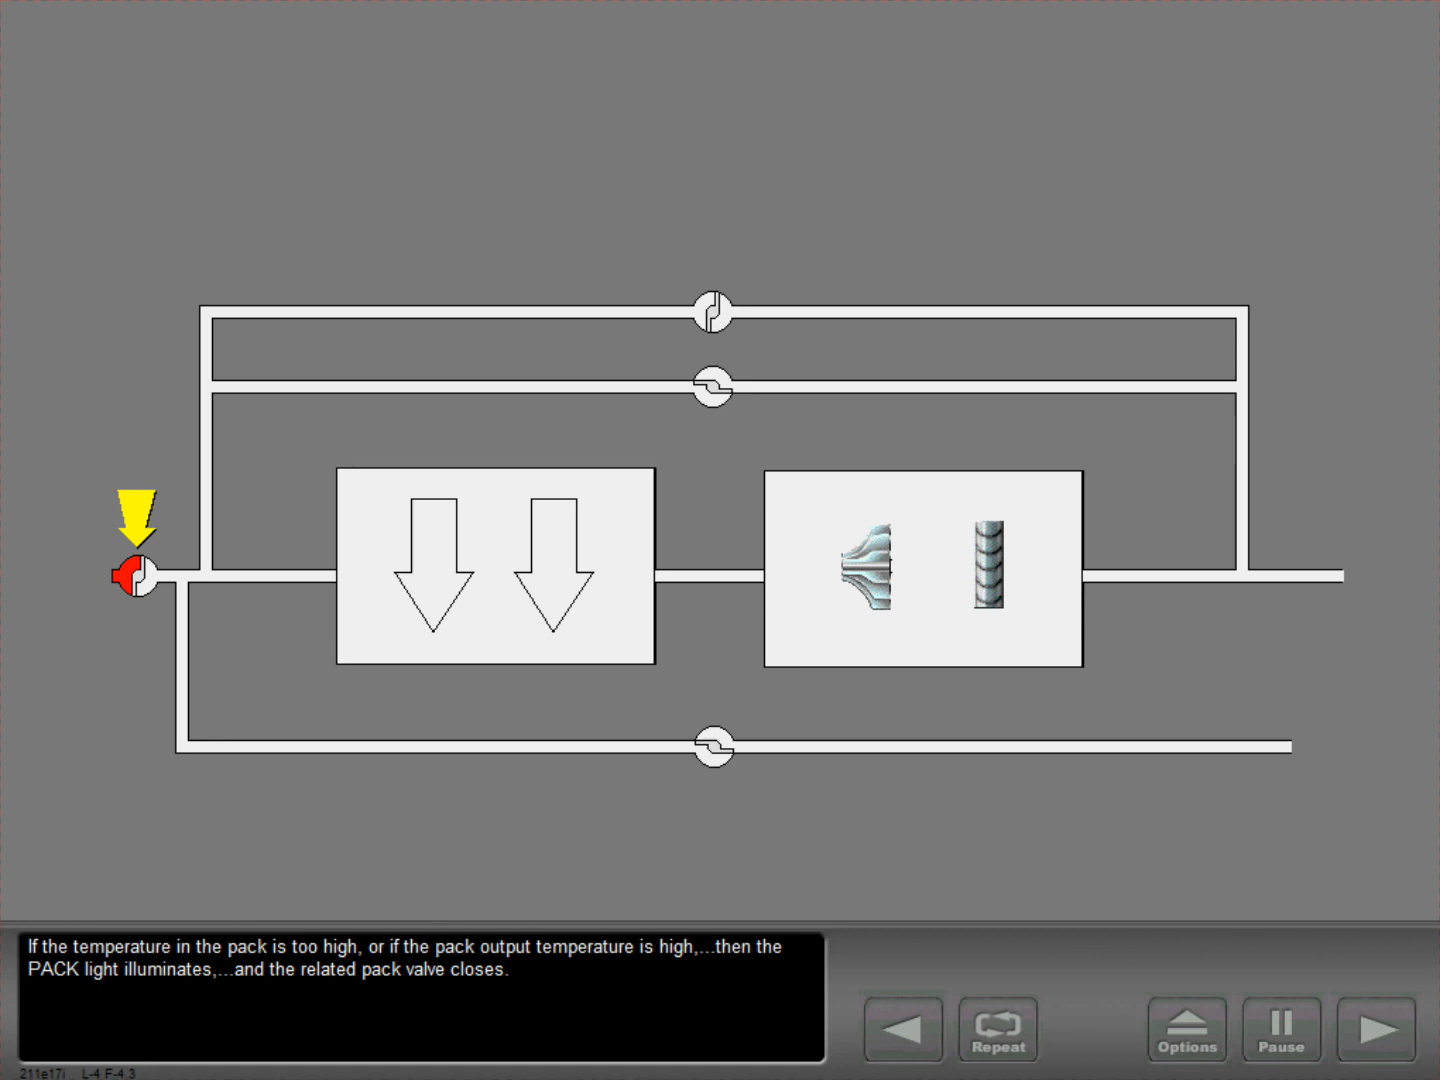 If the temperature in the pack is too high, or if the pack output temperature is high,...then the
PACK light illuminates,...and the related pack valve closes.
Repeat
Options
Pause
211e17i L-4 F-4.3